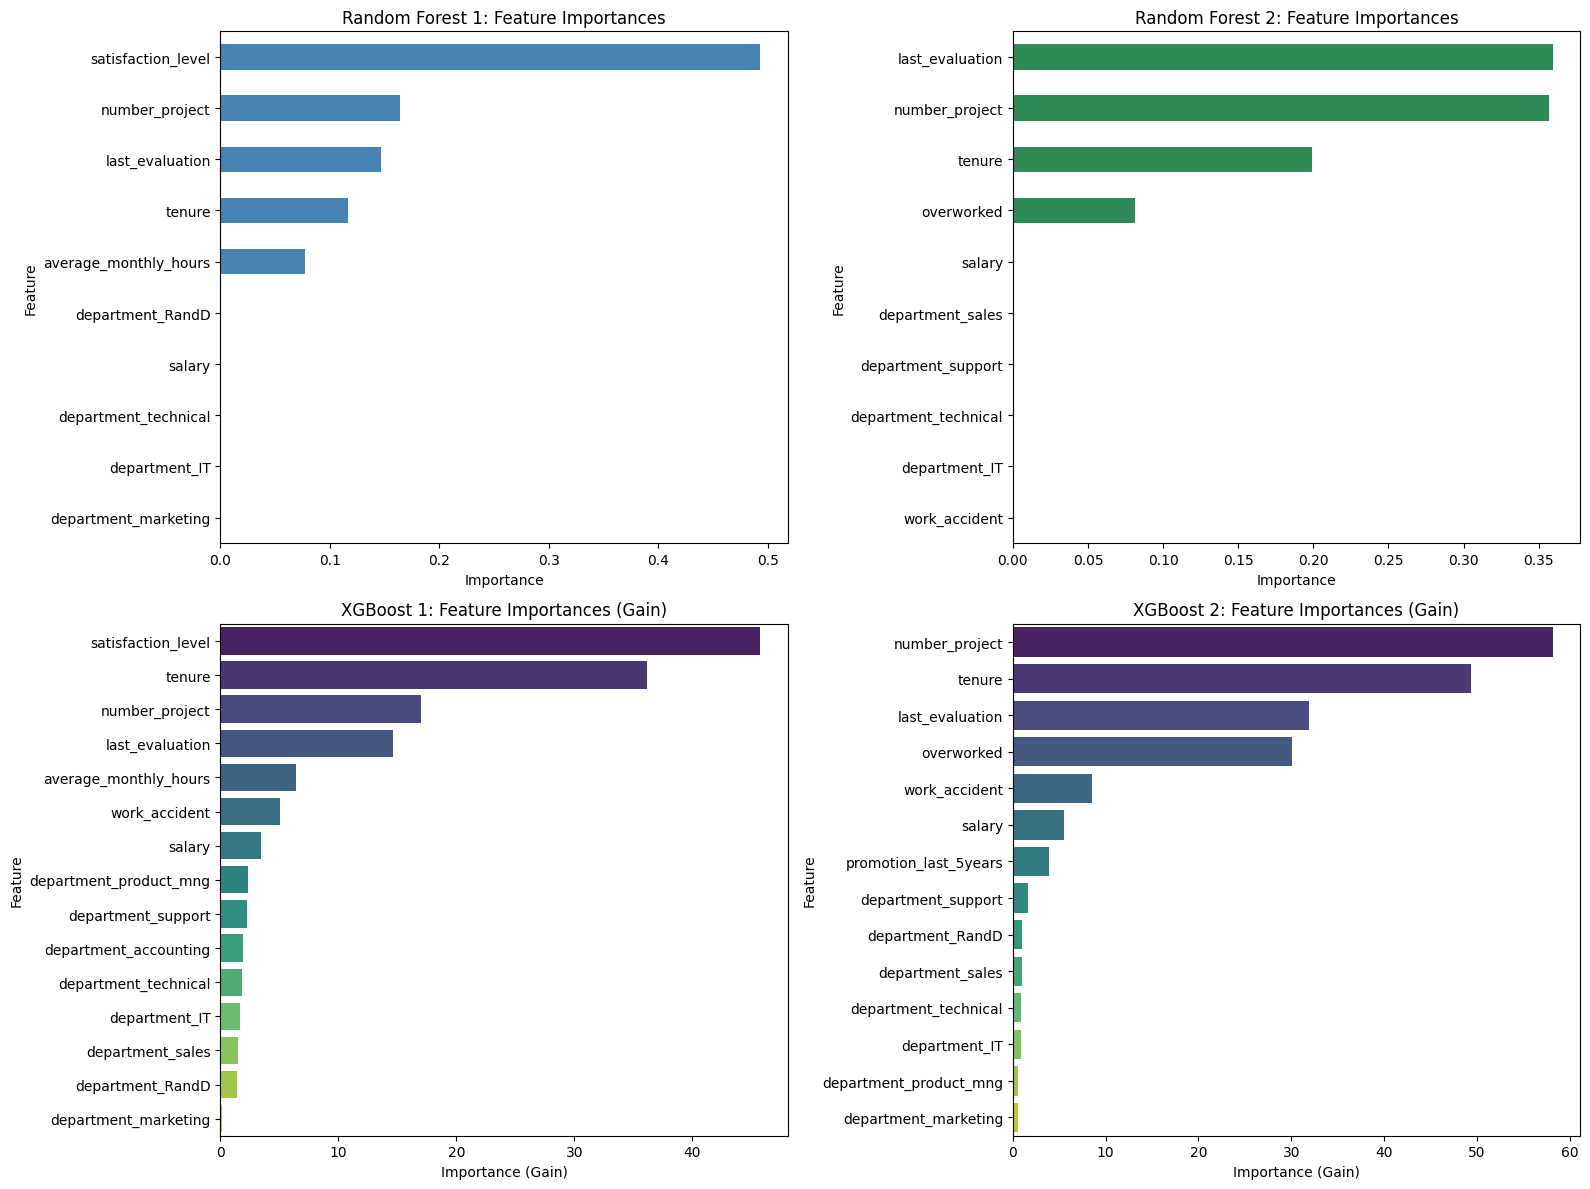 Random Forest 1: Feature Importances
Feature
satisfaction_level
number_project
last_evaluation
tenure
average_monthly_hours
department_RandD
salary
department_technical
department_IT
department_marketing
0.0 0.1 0.2 0.3 0.4 0.5
Importance
Random Forest 2: Feature Importances
Feature
last_evaluation
number_project
tenure
overworked
salary
department_sales
department_support
department_technical
department_IT
work_accident
0.00 0.05 0.10 0.15 0.20 0.25 0.30 0.35
Importance
XGBoost 1: Feature Importances (Gain)
Feature
satisfaction_level
tenure
number_project
last_evaluation
average_monthly_hours
work_accident
salary
department_product_mng
department_support
department_accounting
department_technical
department_IT
department_sales
department_RandD
department_marketing
0 10 20 30 40
Importance (Gain)
XGBoost 2: Feature Importances (Gain)
Feature
number_project
tenure
last_evaluation
overworked
work_accident
salary
promotion_last_5years
department_support
department_RandD
department_sales
department_technical
department_IT
department_product_mng
department_marketing
0 10 20 30 40 50 60
Importance (Gain)